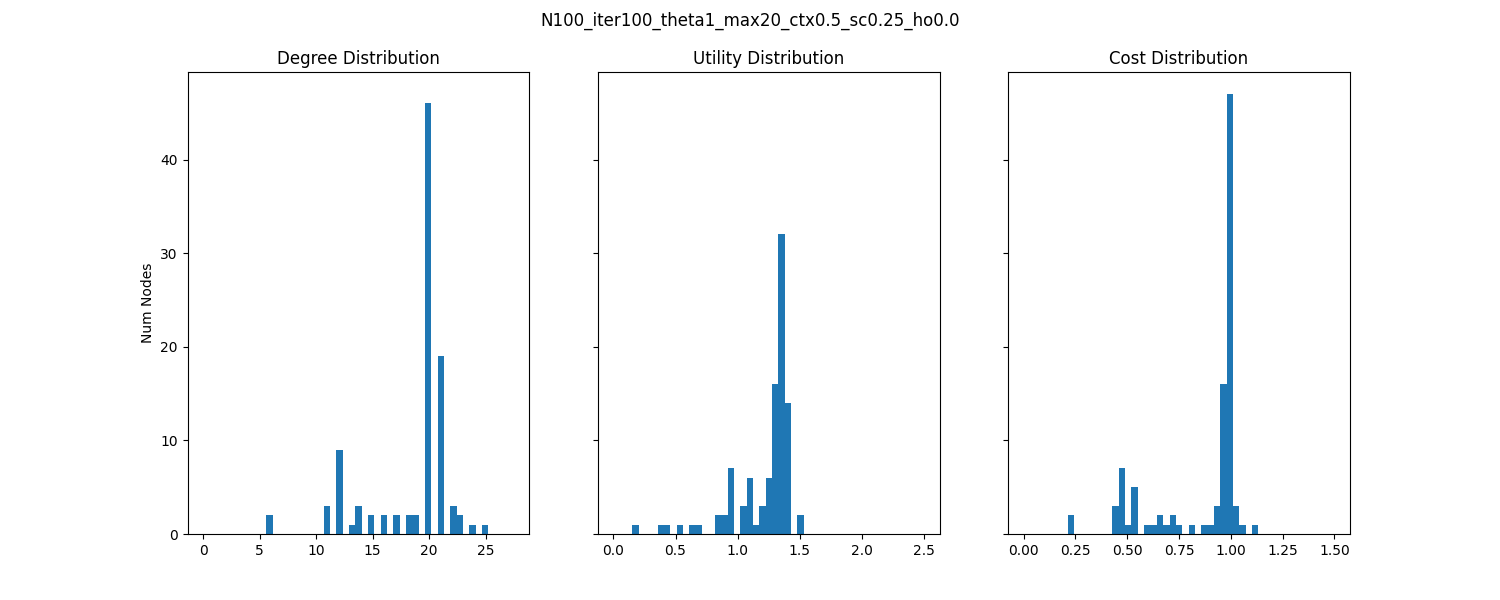 N100_iter100_theta1_max20_ctx0.5_sc0.25_ho0.0
Degree Distribution
Utility Distribution
Cost Distribution
Num Nodes
40
30
20
10
0
0 5 10 15 20 25
0.0 0.5 1.0 1.5 2.0 2.5
0.00 0.25 0.50 0.75 1.00 1.25 1.50